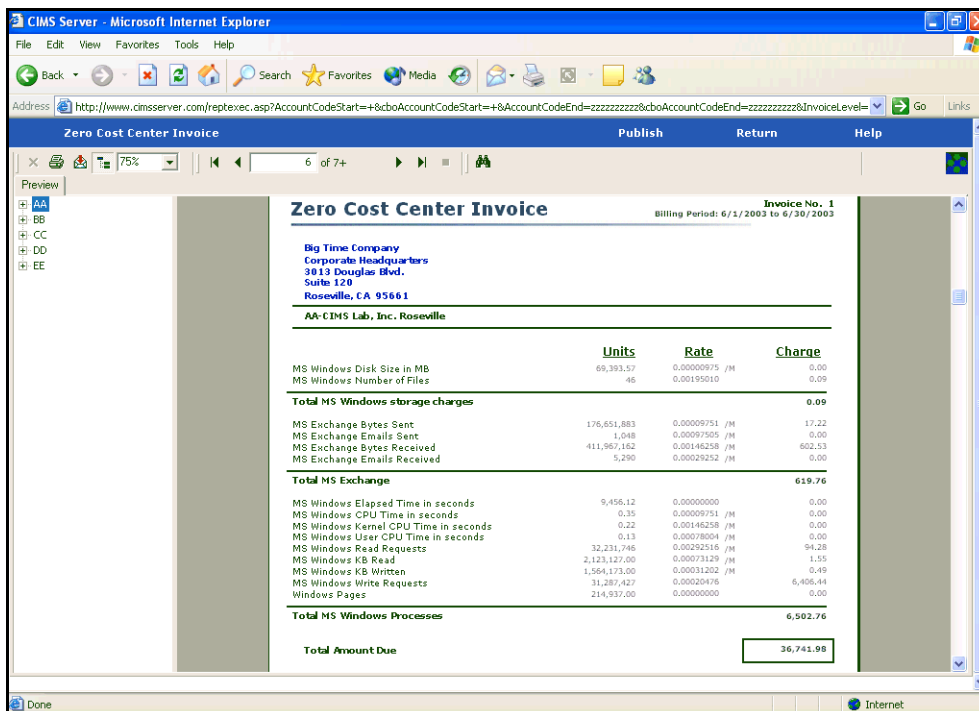 CIMS Server - Microsoft Internet Explorer
File Edit View Favorites Tools Help
Back Search Favorites Media
Address http://www.cimsserver.com/reptexec.asp?AccountCodeStart=+&cboAccountCodeStart=+&AccountCodeEnd=zzzzzzzzzz&cboAccountCodeEnd=zzzzzzzzzz&InvoiceLevel= Go Links
Zero Cost Center Invoice Publish Return Help
75% 6 of 7+
Preview
AA
BB
CC
DD
EE
Zero Cost Center Invoice
Invoice No. 1
Billing Period: 6/1/2003 to 6/30/2003
Big Time Company
Corporate Headquarters
3013 Douglas Blvd.
Suite 120
Roseville, CA 95661
AA-CIMS Lab, Inc. Roseville
Units Rate Charge
MS Windows Disk Size in MB 69,393.57 0.00000975 /M 0.00
MS Windows Number of Files 46 0.00195010 0.09
Total MS Windows storage charges 0.09
MS Exchange Bytes Sent 176,651,883 0.00009751 /M 17.22
MS Exchange Emails Sent 1,048 0.00097505 /M 0.00
MS Exchange Bytes Received 411,967,162 0.00146258 /M 602.53
MS Exchange Emails Received 5,290 0.00029252 /M 0.00
Total MS Exchange 619.76
MS Windows Elapsed Time in seconds 9,456.12 0.00000000 0.00
MS Windows CPU Time in seconds 0.35 0.00009751 /M 0.00
MS Windows Kernel CPU Time in seconds 0.22 0.00146258 /M 0.00
MS Windows User CPU Time in seconds 0.13 0.00078004 /M 0.00
MS Windows Read Requests 32,231,746 0.00292516 /M 94.28
MS Windows KB Read 2,123,127.00 0.00073129 /M 1.55
MS Windows KB Written 1,564,173.00 0.00031202 /M 0.49
MS Windows Write Requests 31,287,427 0.00020476 6,406.44
Windows Pages 214,937.00 0.00000000 0.00
Total MS Windows Processes 6,502.76
Total Amount Due 36,741.98
Done Internet